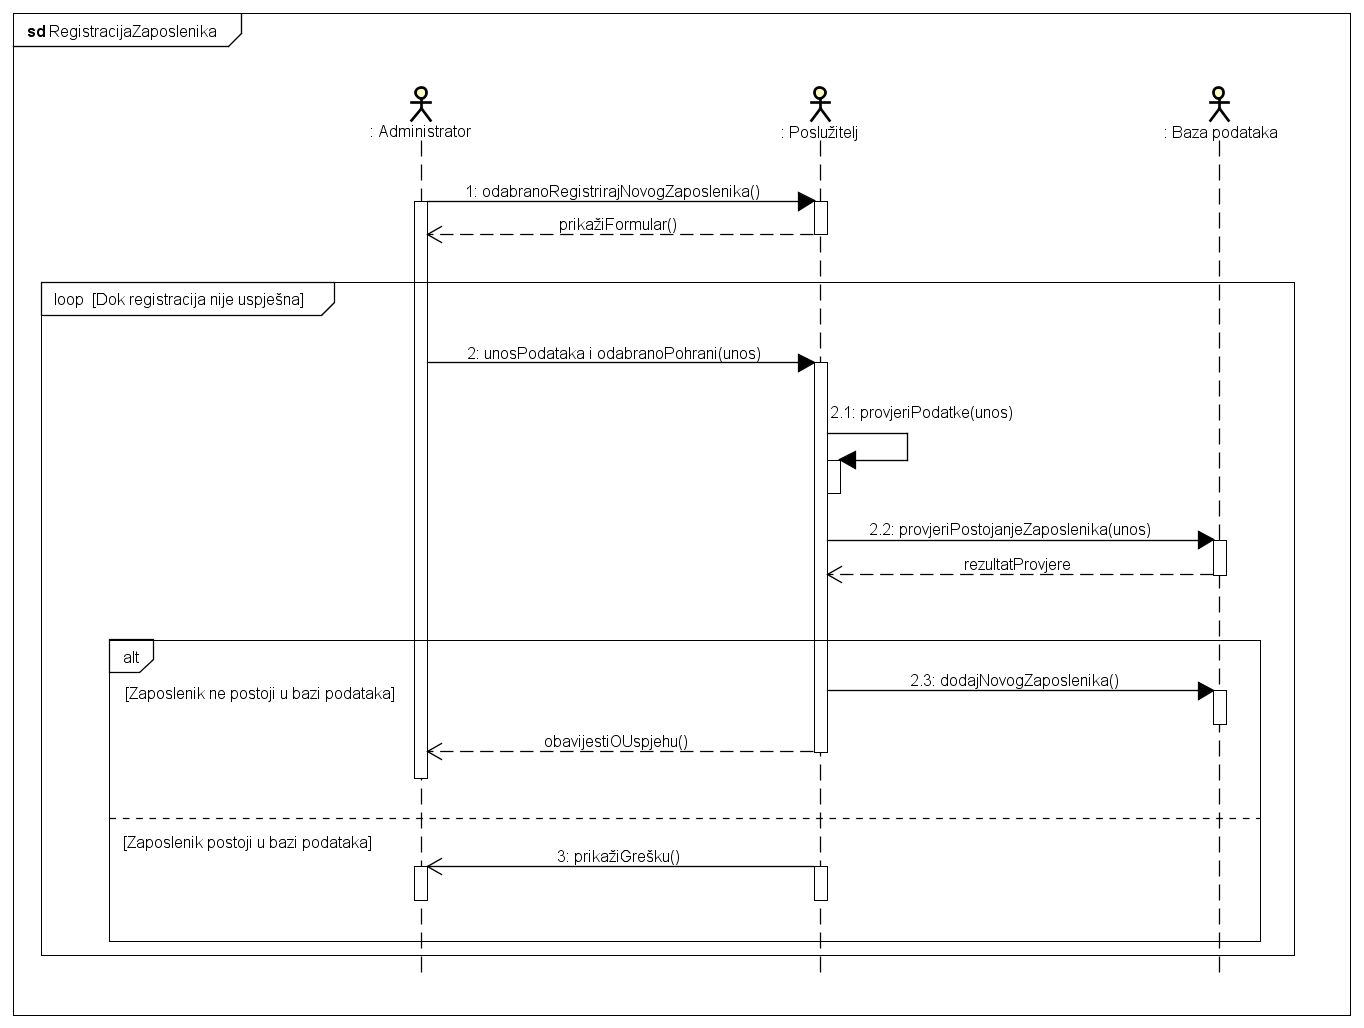 sd RegistracijaZaposlenika
: Administrator
: Poslužitelj
: Baza podataka
1: odabranoRegistrirajNovogZaposlenika()
prikažiFormular()
loop [Dok registracija nije uspješna]
2: unosPodataka i odabranoPohrani(unos)
2.1: provjeriPodatke(unos)
2.2: provjeriPostojanjeZaposlenika(unos)
rezultatProvjere
alt
[Zaposlenik ne postoji u bazi podataka]
2.3: dodajNovogZaposlenika()
obavijestiOUspjehu()
[Zaposlenik postoji u bazi podataka]
3: prikažiGrešku()